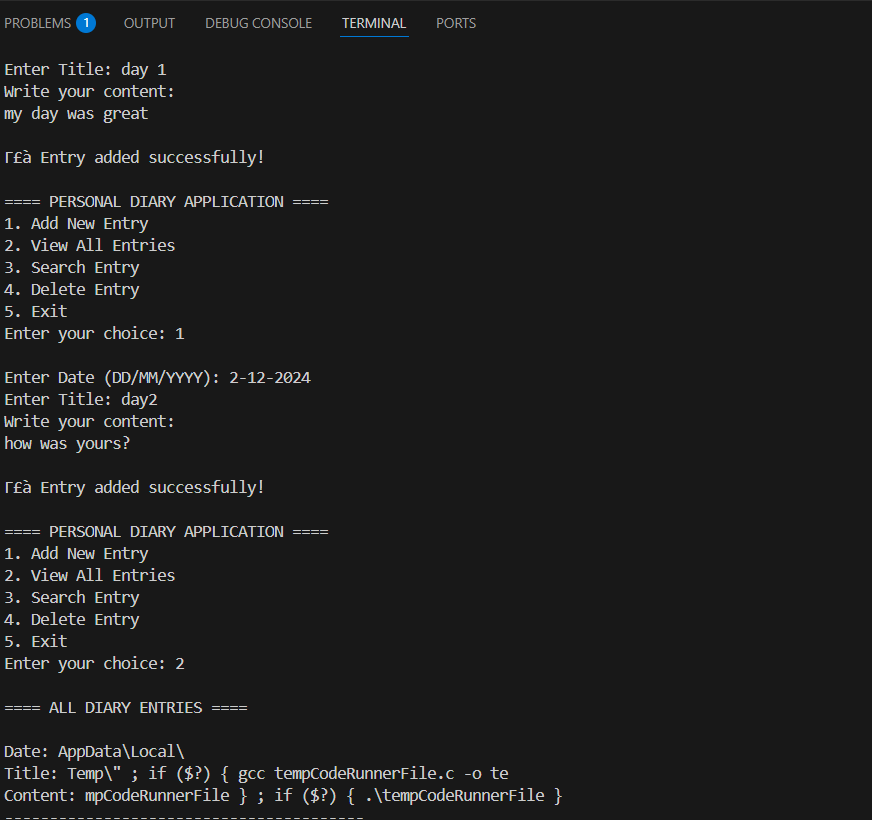 PROBLEMS 1 OUTPUT DEBUG CONSOLE TERMINAL PORTS
Enter Title: day 1
Write your content:
my day was great
Γ£à Entry added successfully!
==== PERSONAL DIARY APPLICATION ====
1. Add New Entry
2. View All Entries
3. Search Entry
4. Delete Entry
5. Exit
Enter your choice: 1
Enter Date (DD/MM/YYYY): 2-12-2024
Enter Title: day2
Write your content:
how was yours?
Γ£à Entry added successfully!
==== PERSONAL DIARY APPLICATION ====
1. Add New Entry
2. View All Entries
3. Search Entry
4. Delete Entry
5. Exit
Enter your choice: 2
==== ALL DIARY ENTRIES ====
Date: AppData\Local\
Title: Temp\" ; if ($?) { gcc tempCodeRunnerFile.c -o te
Content: mpCodeRunnerFile } ; if ($?) { .\tempCodeRunnerFile }
----------------------------------------